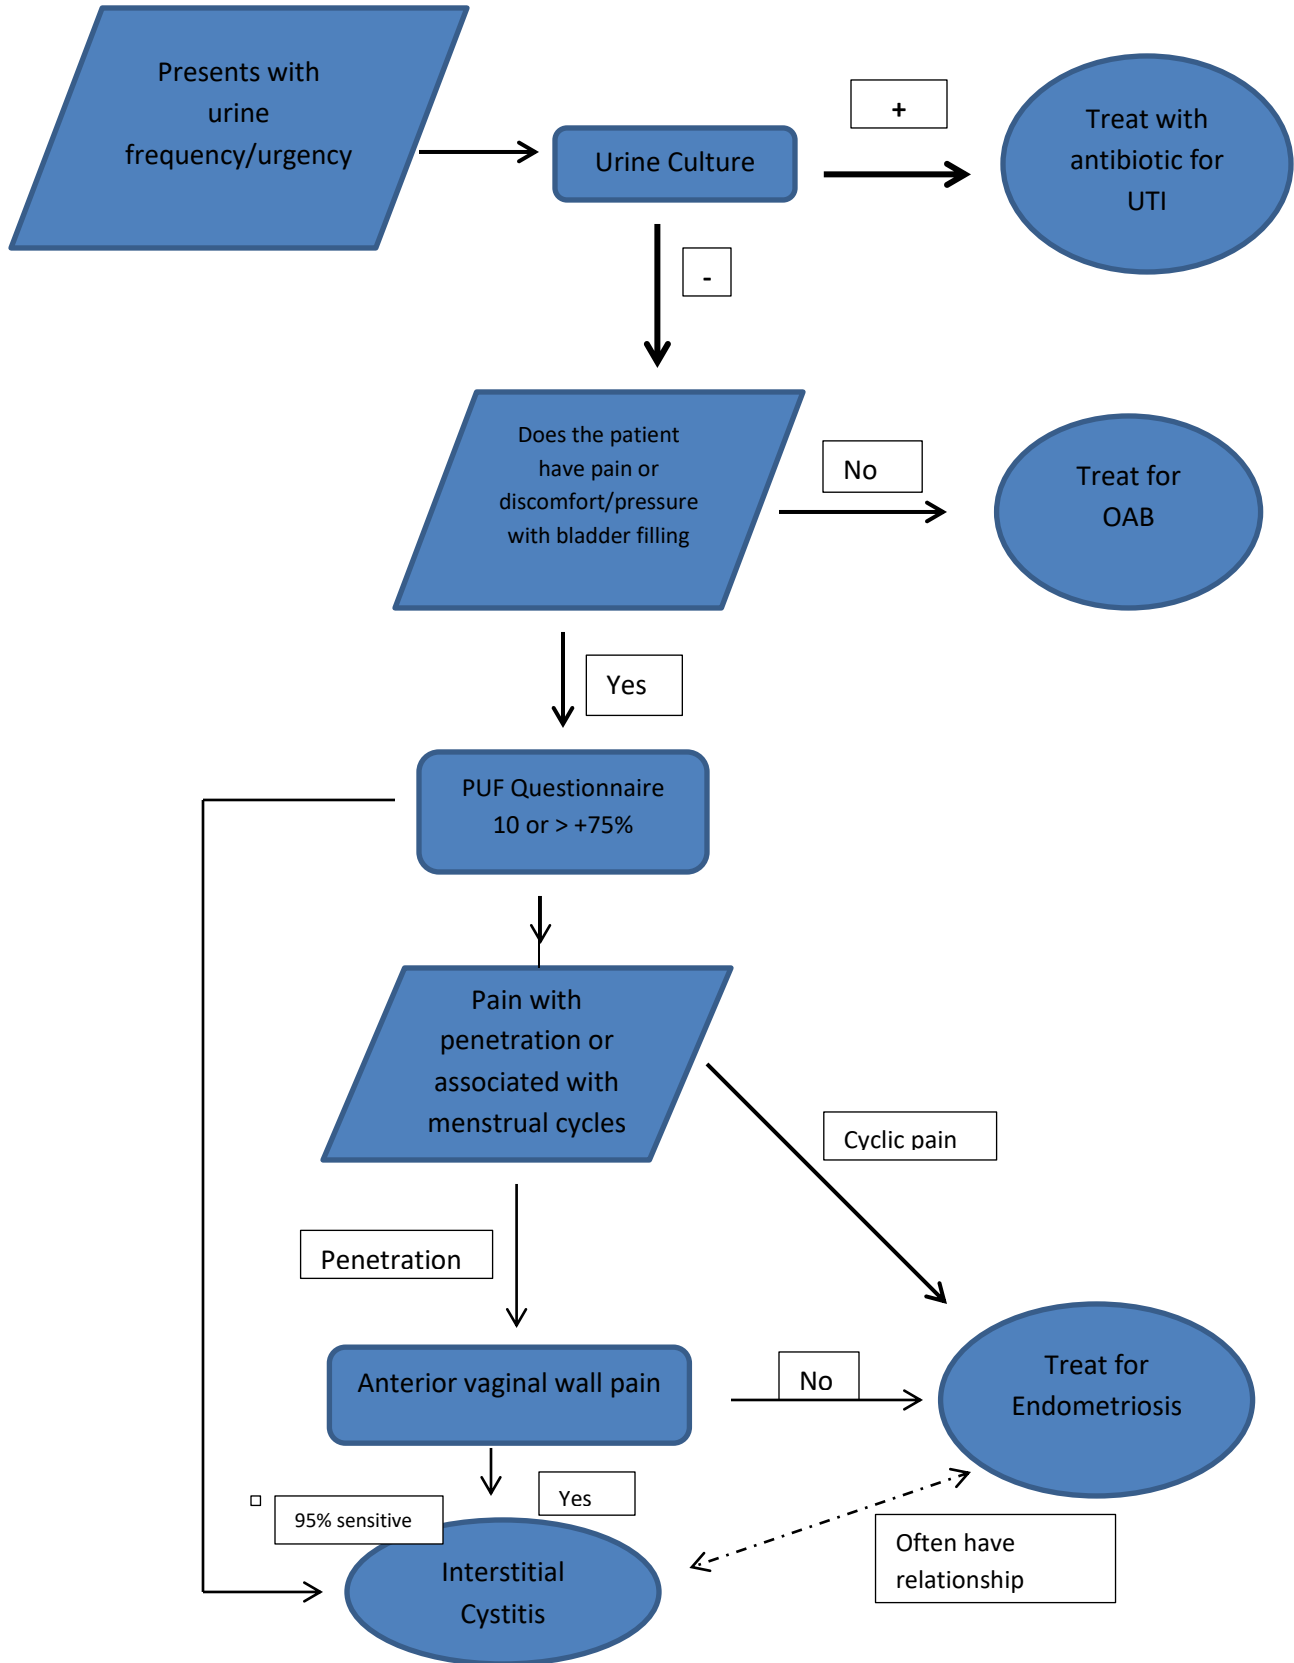 Presents with
urine
frequency/urgency
Urine Culture
+
Treat with
antibiotic for
UTI
-
Does the patient
have pain or
discomfort/pressure
with bladder filling
No
Treat for
OAB
Yes
PUF Questionnaire
10 or > +75%
Pain with
penetration or
associated with
menstrual cycles
Cyclic pain
Penetration
Anterior vaginal wall pain
No
Treat for
Endometriosis
Yes
95% sensitive
Interstitial
Cystitis
Often have
relationship